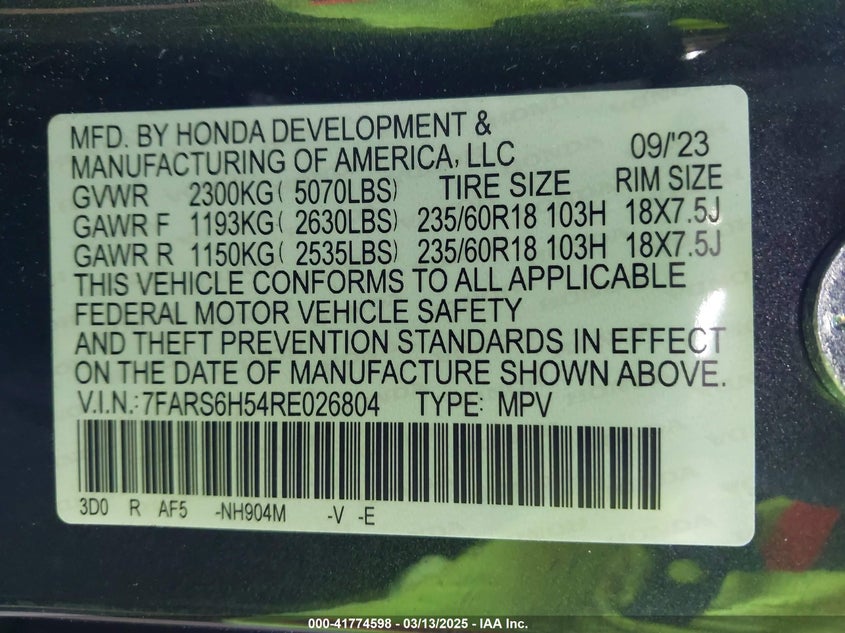 MFD. BY HONDA DEVELOPMENT &
MANUFACTURING OF AMERICA, LLC 09/'23
GVWR 2300KG( 5070LBS) TIRE SIZE RIM SIZE
GAWR F 1193KG( 2630LBS) 235/60R18 103H 18X7.5J
GAWR R 1150KG( 2535LBS) 235/60R18 103H 18X7.5J
THIS VEHICLE CONFORMS TO ALL APPLICABLE
FEDERAL MOTOR VEHICLE SAFETY
AND THEFT PREVENTION STANDARDS IN EFFECT
ON THE DATE OF MANUFACTURE SHOWN ABOVE.
V.I.N.:7FARS6H54RE026804 TYPE: MPV
3D0 R AF5 -NH904M -V -E
000-41774598 - 03/13/2025 - IAA Inc.